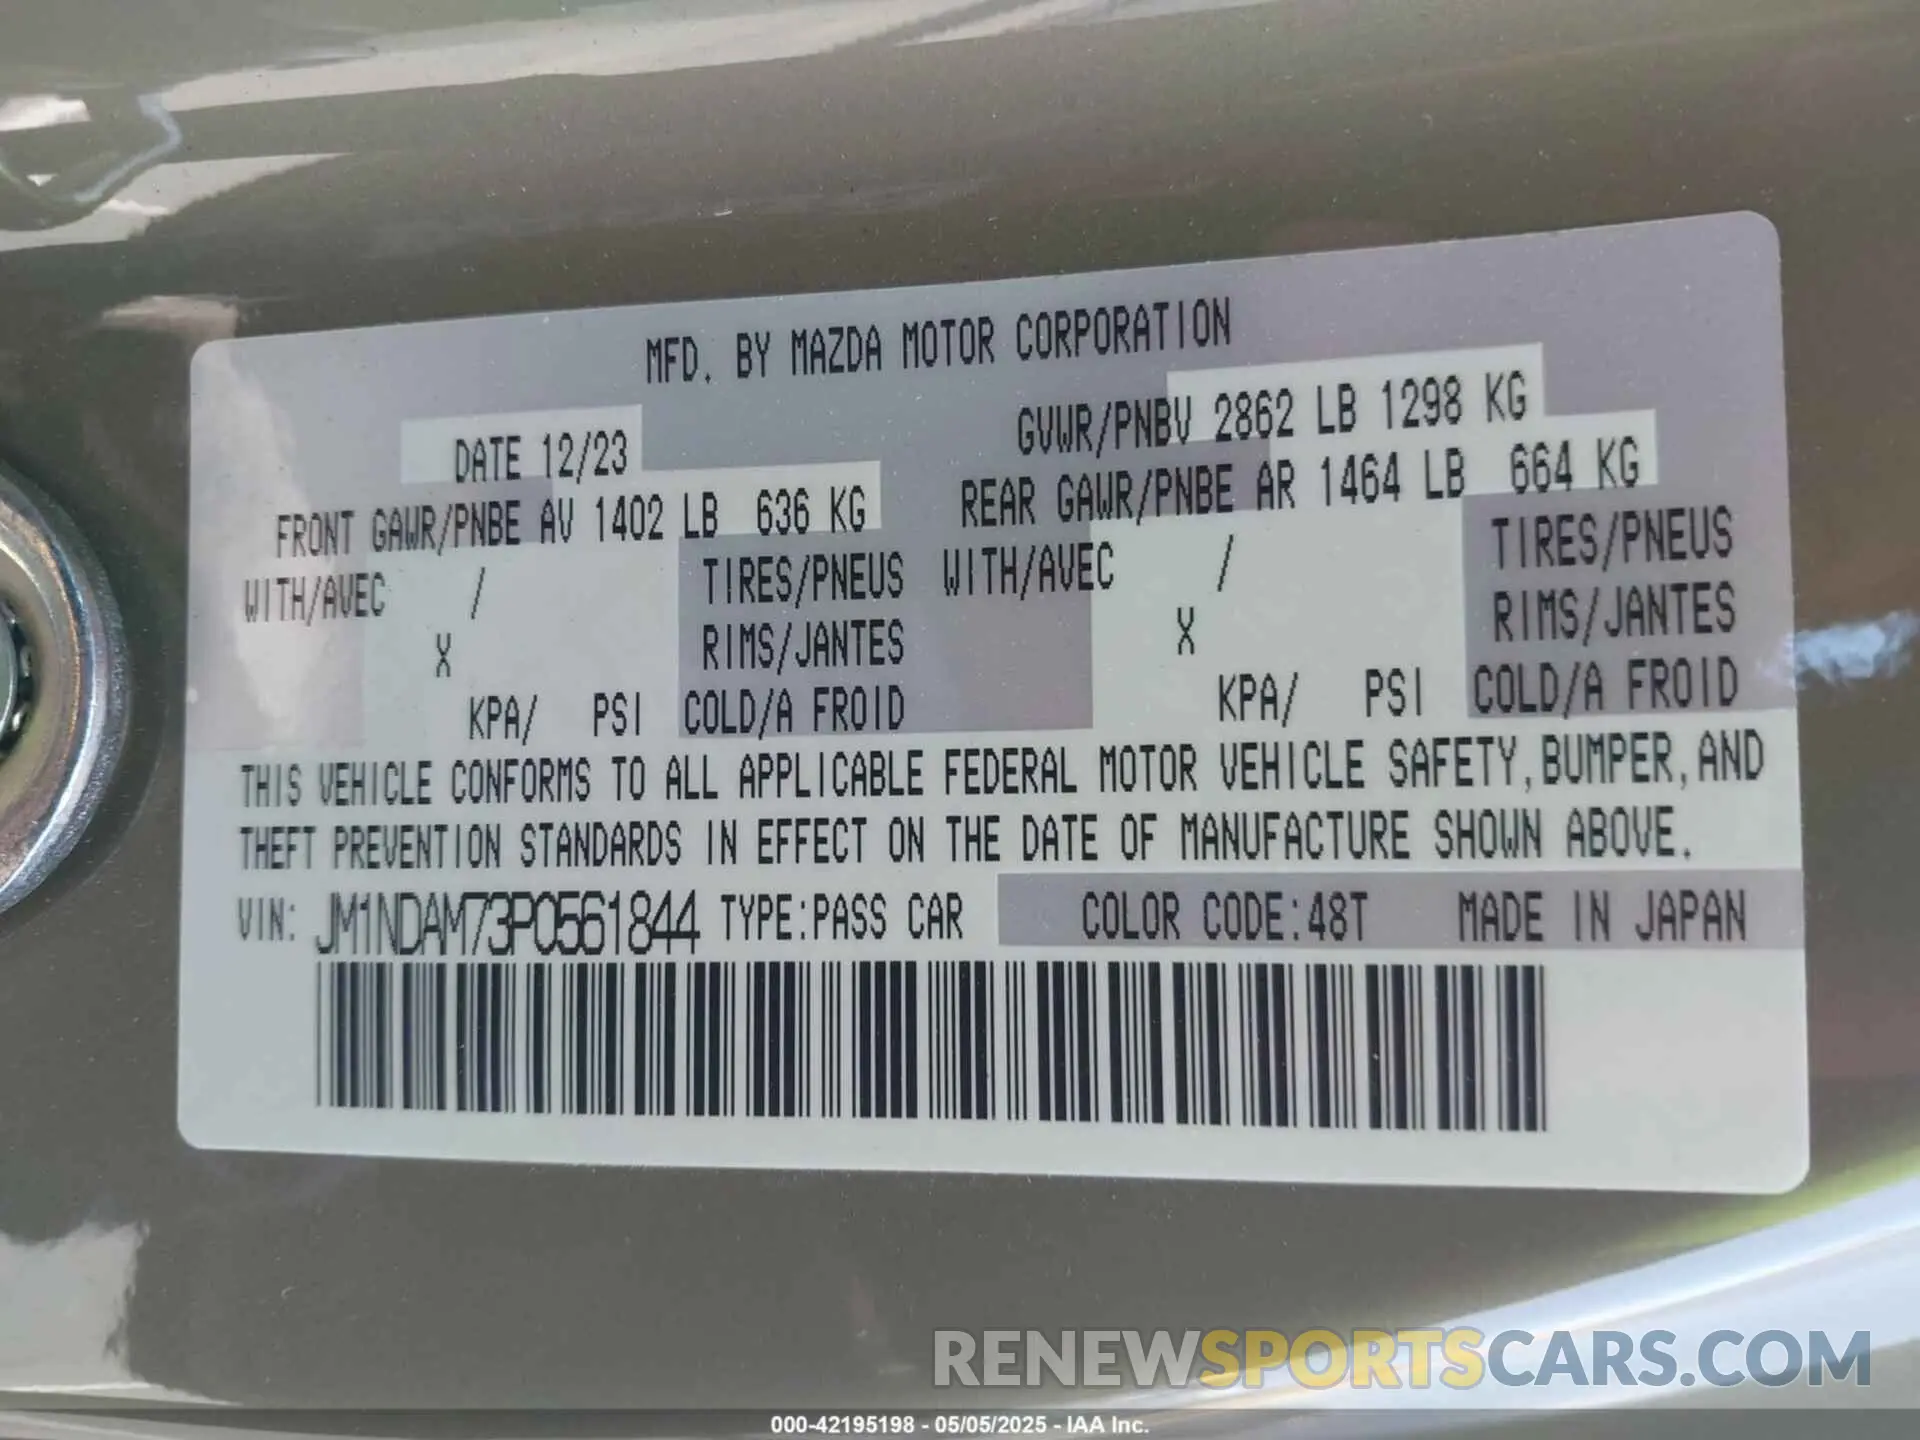 MFD. BY MAZDA MOTOR CORPORATION
DATE 12/23 GVWR/PNBV 2862 LB 1298 KG
FRONT GAWR/PNBE AV 1402 LB 636 KG REAR GAWR/PNBE AR 1464 LB 664 KG
WITH/AVEC / TIRES/PNEUS WITH/AVEC / TIRES/PNEUS
X RIMS/JANTES X RIMS/JANTES
KPA/ PSI COLD/A FROID KPA/ PSI COLD/A FROID
THIS VEHICLE CONFORMS TO ALL APPLICABLE FEDERAL MOTOR VEHICLE SAFETY, BUMPER, AND
THEFT PREVENTION STANDARDS IN EFFECT ON THE DATE OF MANUFACTURE SHOWN ABOVE.
VIN: JM1NDAM73P0561844 TYPE:PASS CAR COLOR CODE:48T MADE IN JAPAN
RENEWSPORTSCARS.COM
000-42195198 - 05/05/2025 - IAA Inc.